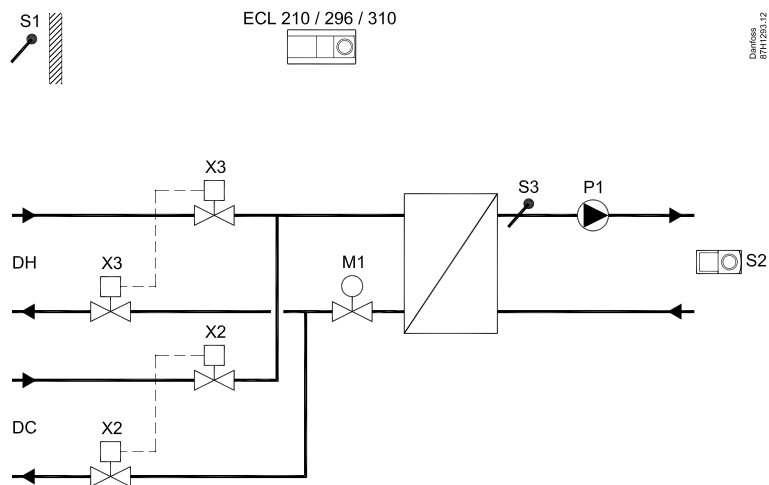 S1
ECL 210 / 296 / 310
Danfoss
87H1293.12
X3
S3
P1
DH
X3
M1
S2
X2
DC
X2